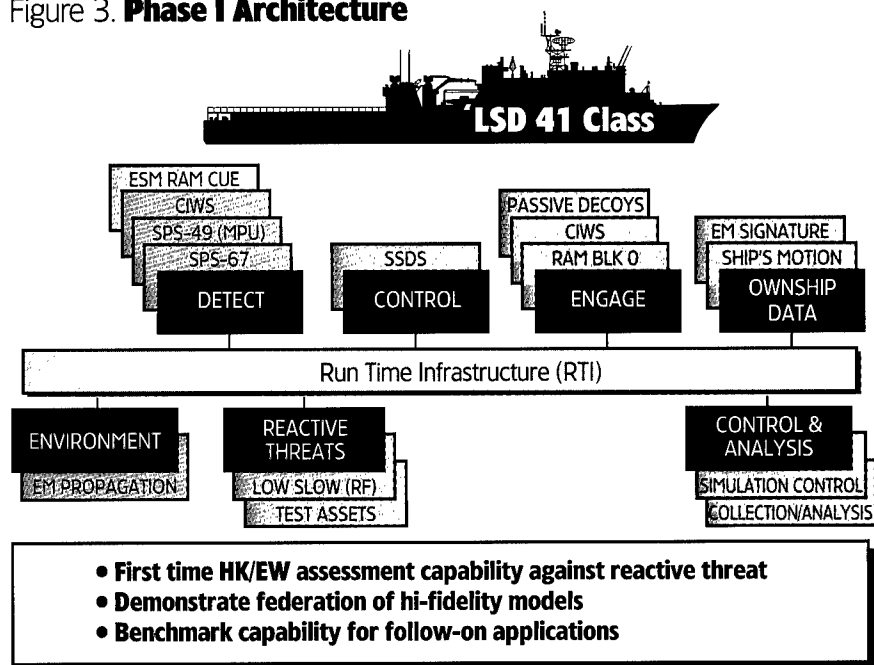 Figure 3. Phase I Architecture
LSD 41 Class
ESM RAM CUE
CIWS
SPS-49 (MPU)
SPS-67
DETECT
SSDS
CONTROL
PASSIVE DECOYS
CIWS
RAM BLK 0
ENGAGE
EM SIGNATURE
SHIP'S MOTION
OWNSHIP
DATA
Run Time Infrastructure (RTI)
ENVIRONMENT
EM PROPAGATION
REACTIVE
THREATS
LOW SLOW (RF)
TEST ASSETS
CONTROL &
ANALYSIS
SIMULATION CONTROL
COLLECTION/ANALYSIS
• First time HK/EW assessment capability against reactive threat
• Demonstrate federation of hi-fidelity models
• Benchmark capability for follow-on applications